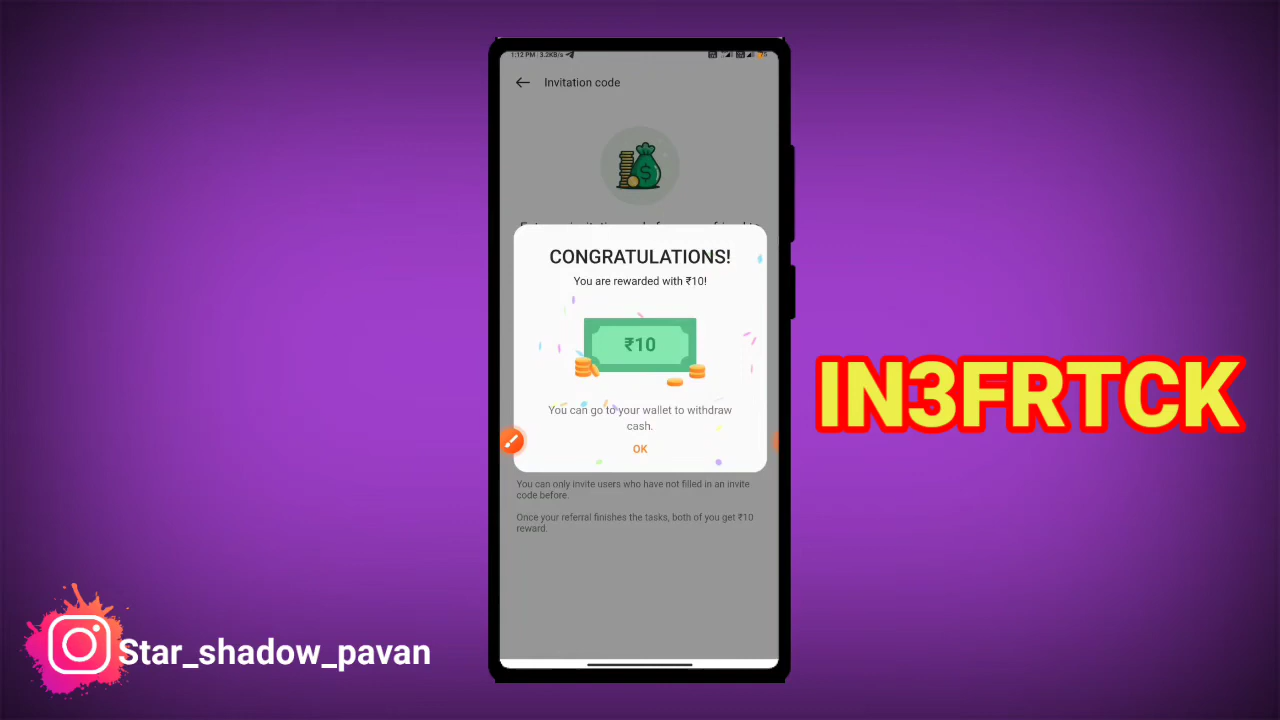 1:12 PM 3.2KB/s
Invitation code
CONGRATULATIONS!
You are rewarded with ₹10!
₹10
You can go to your wallet to withdraw
cash.
OK
You can only invite users who have not filled in an invite
code before.
Once your referral finishes the tasks, both of you get ₹10
reward.
IN3FRTCK
Star_shadow_pavan